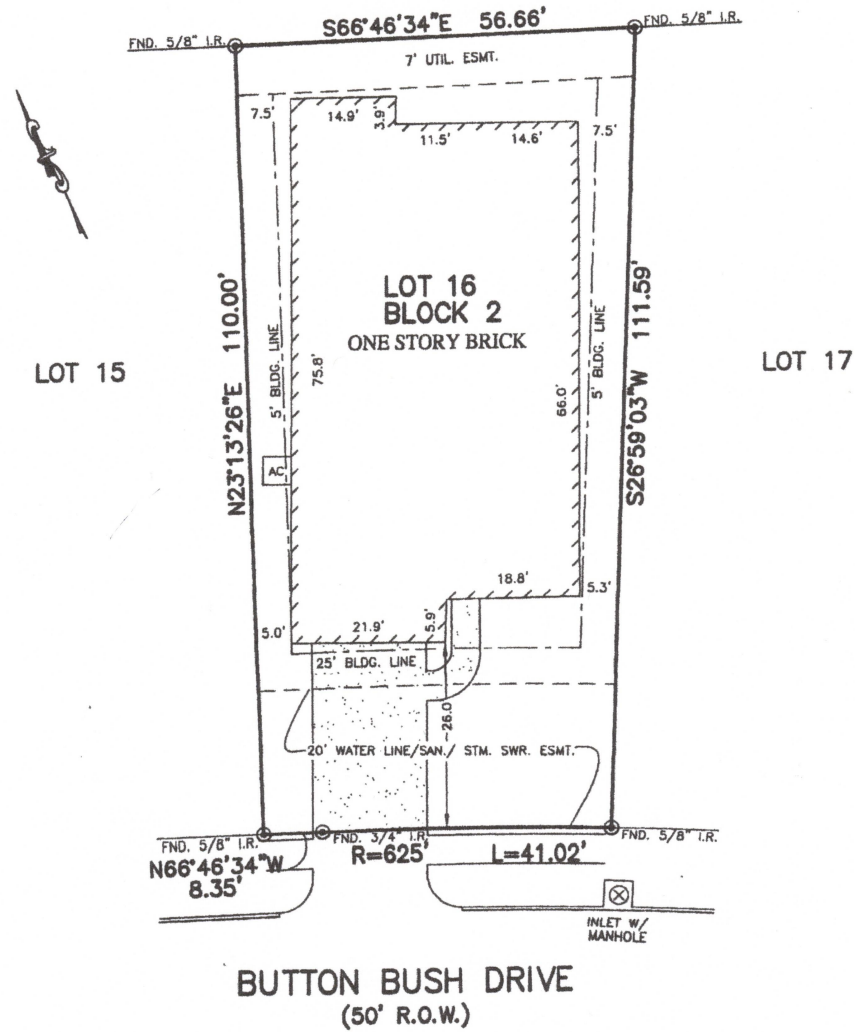 S66°46'34"E 56.66'
FND. 5/8" I.R.
FND. 5/8" I.R.
7' UTIL. ESMT.
7.5'
14.9'
3.9'
11.5'
14.6'
7.5'
LOT 16
BLOCK 2
ONE STORY BRICK
N23°13'26"E 110.00'
S26°59'03"W 111.59'
5' BLDG. LINE
5' BLDG. LINE
75.8'
66.0'
LOT 15
LOT 17
AC
18.8'
5.3'
5.0'
21.9'
5.9'
25' BLDG. LINE
26.0'
20' WATER LINE/SAN./ STM. SWR. ESMT.
FND. 5/8" I.R.
FND. 3/4" I.R.
FND. 5/8" I.R.
N66°46'34"W
8.35'
R=625'
L=41.02'
INLET W/
MANHOLE
BUTTON BUSH DRIVE
(50' R.O.W.)